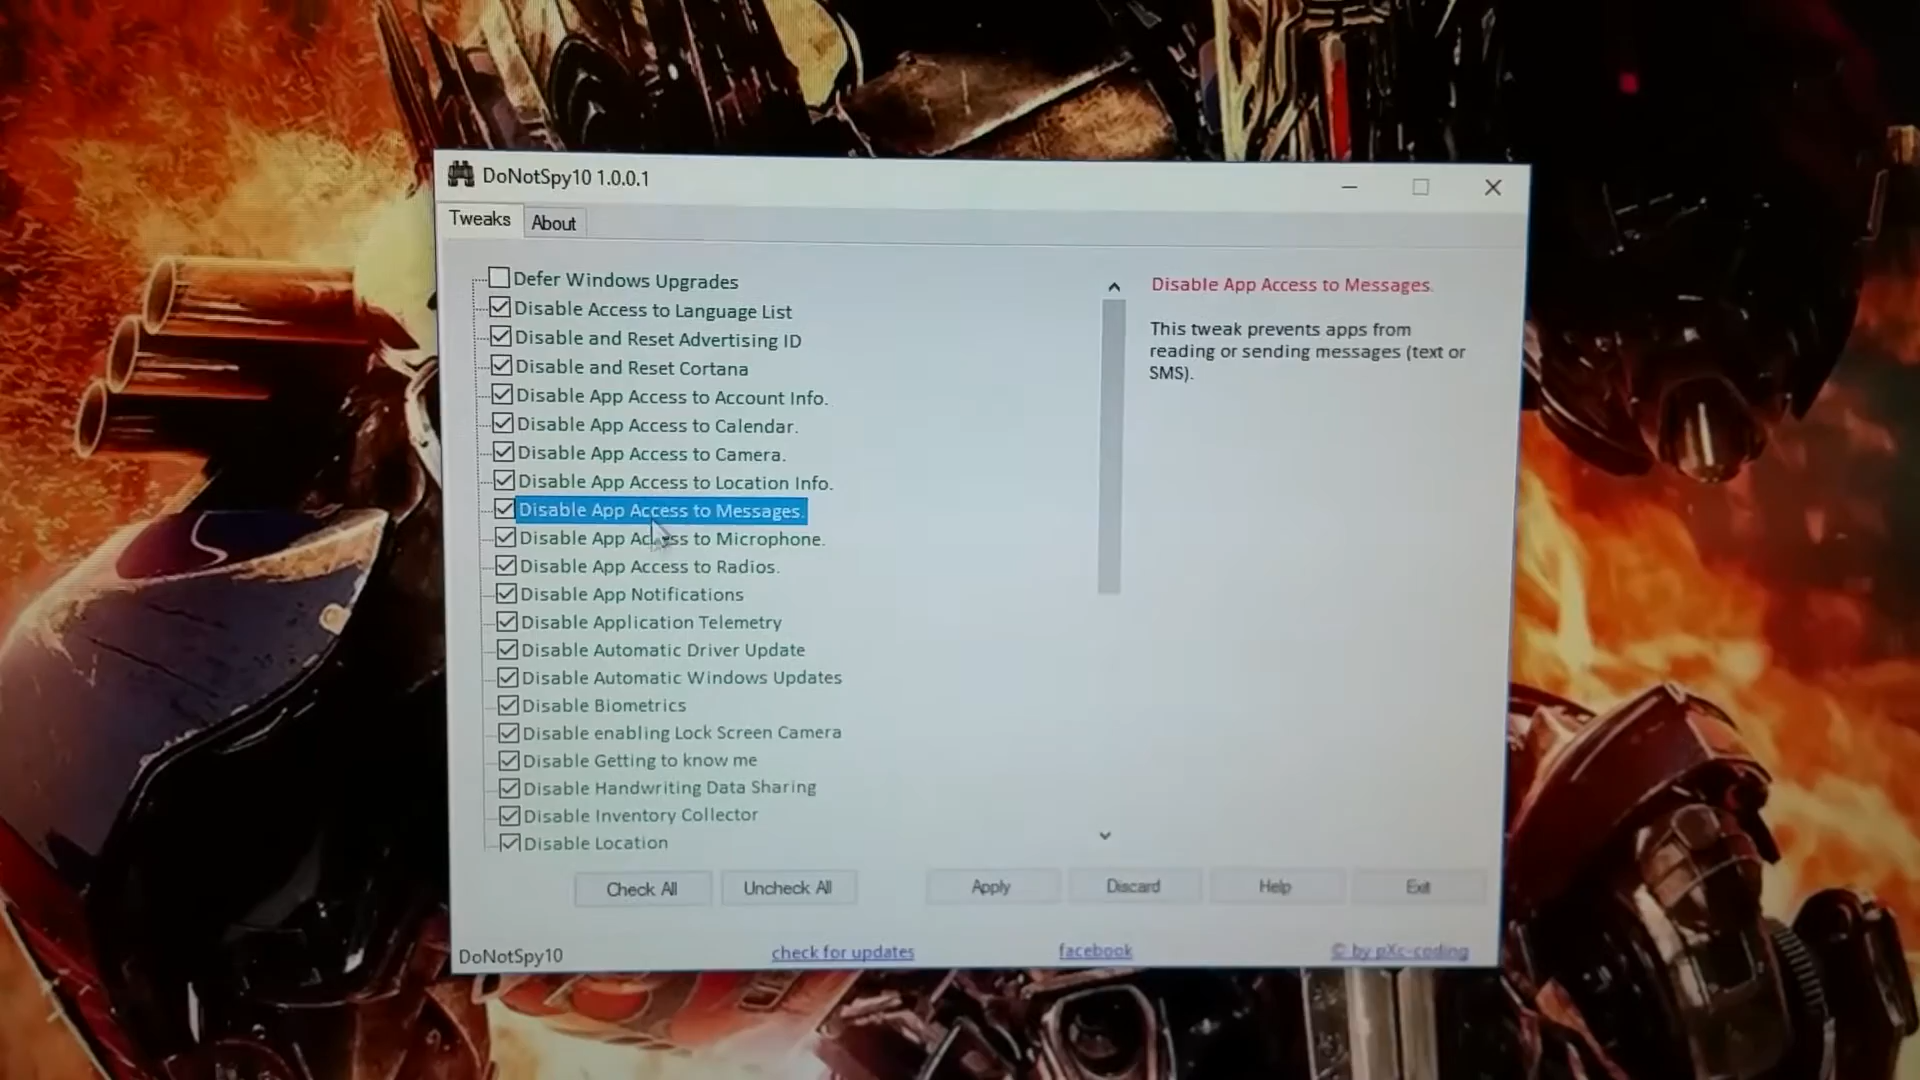 DoNotSpy10 1.0.0.1
Tweaks
About
Defer Windows Upgrades
Disable Access to Language List
Disable and Reset Advertising ID
Disable and Reset Cortana
Disable App Access to Account Info.
Disable App Access to Calendar.
Disable App Access to Camera.
Disable App Access to Location Info.
Disable App Access to Messages.
Disable App Access to Microphone.
Disable App Access to Radios.
Disable App Notifications
Disable Application Telemetry
Disable Automatic Driver Update
Disable Automatic Windows Updates
Disable Biometrics
Disable enabling Lock Screen Camera
Disable Getting to know me
Disable Handwriting Data Sharing
Disable Inventory Collector
Disable Location
Disable App Access to Messages.
This tweak prevents apps from
reading or sending messages (text or
SMS).
Check All
Uncheck All
Apply
Discard
Help
Exit
DoNotSpy10
check for updates
facebook
© by pXc-coding